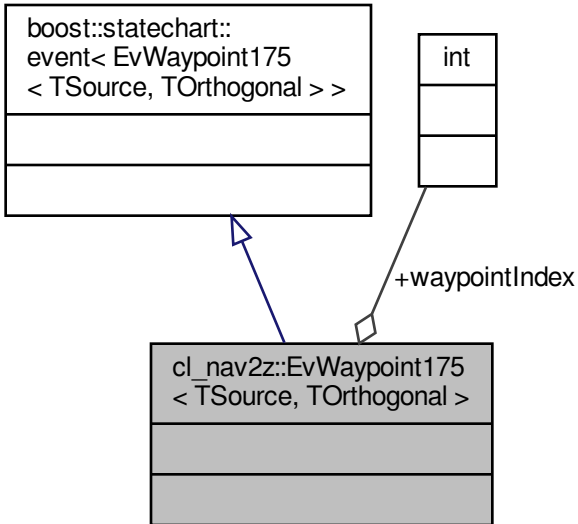 boost::statechart::
event< EvWaypoint175
< TSource, TOrthogonal > >
int
+waypointIndex
cl_nav2z::EvWaypoint175
< TSource, TOrthogonal >